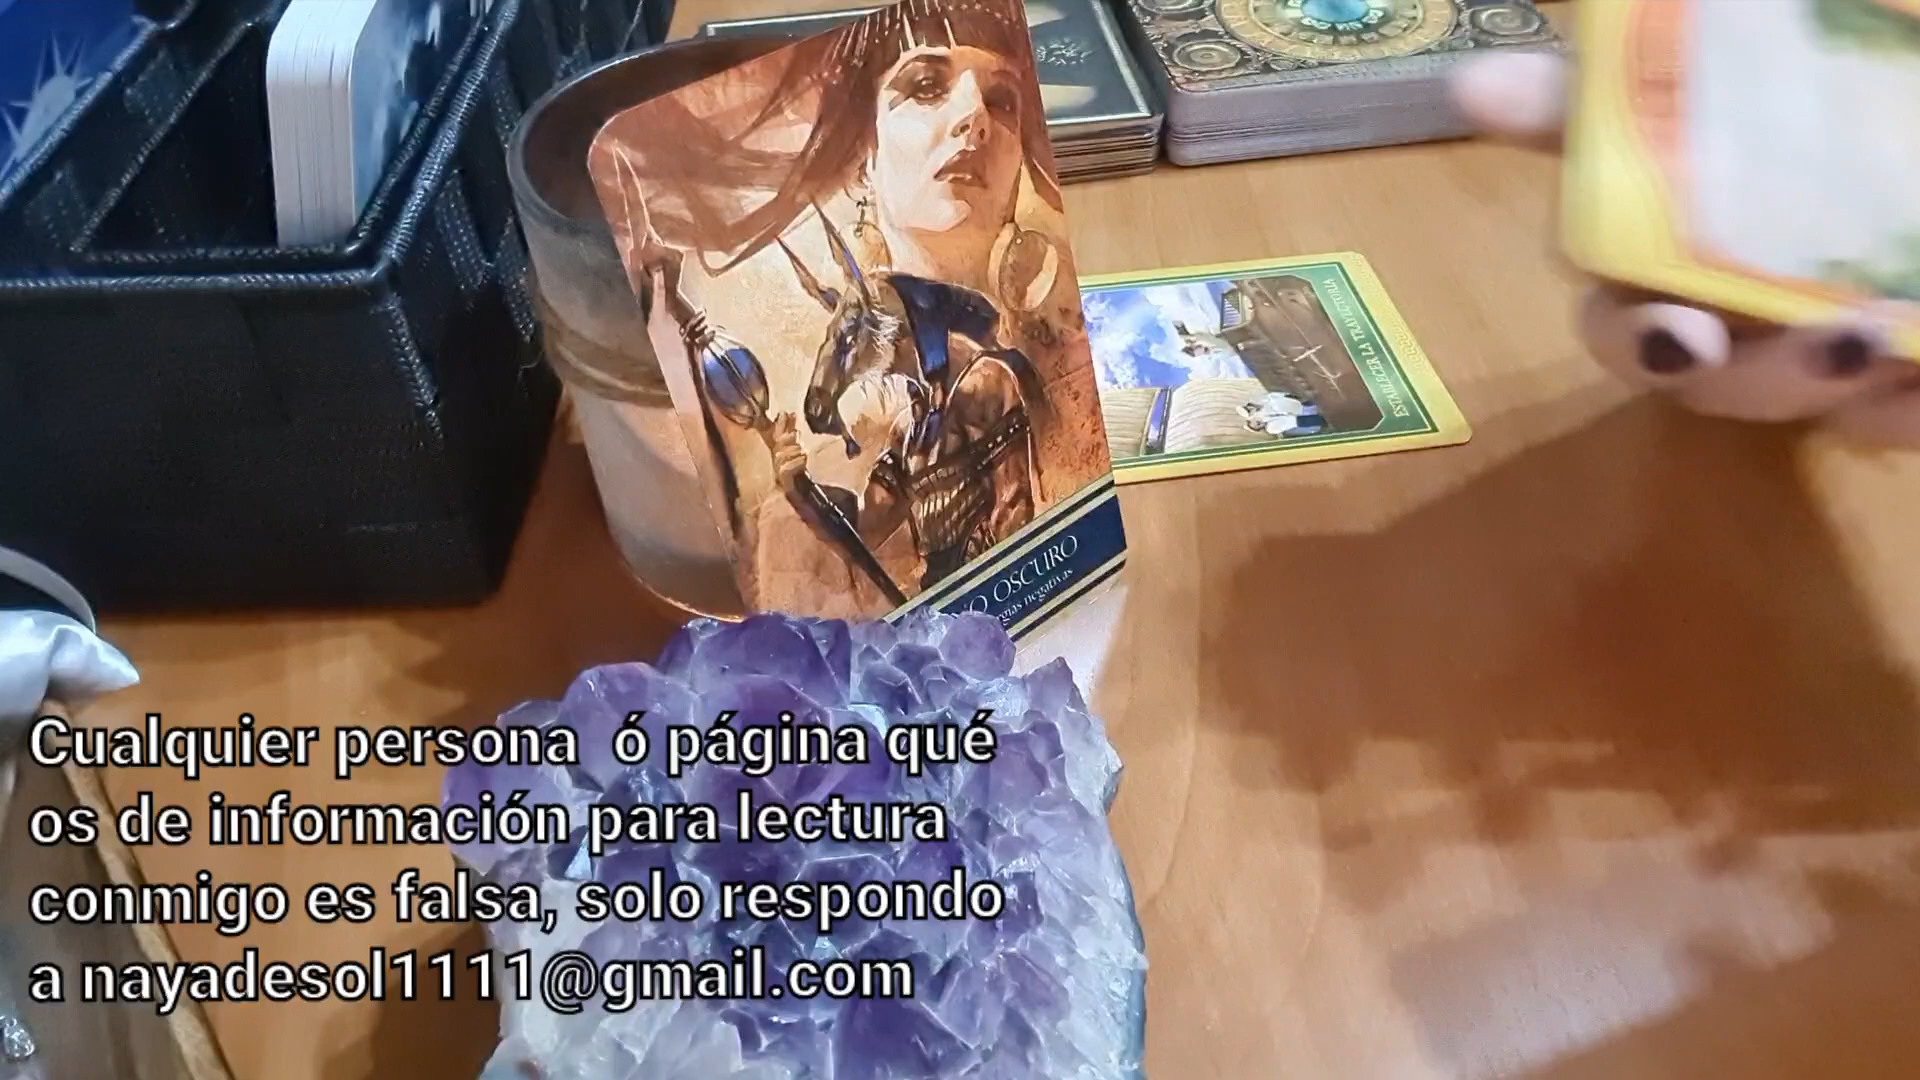 ESTABLECER LA TRAYECTORIA
OSCURO
negativas
Cualquier persona  ó página qué
os de información para lectura
conmigo es falsa, solo respondo
a nayadesol1111@gmail.com